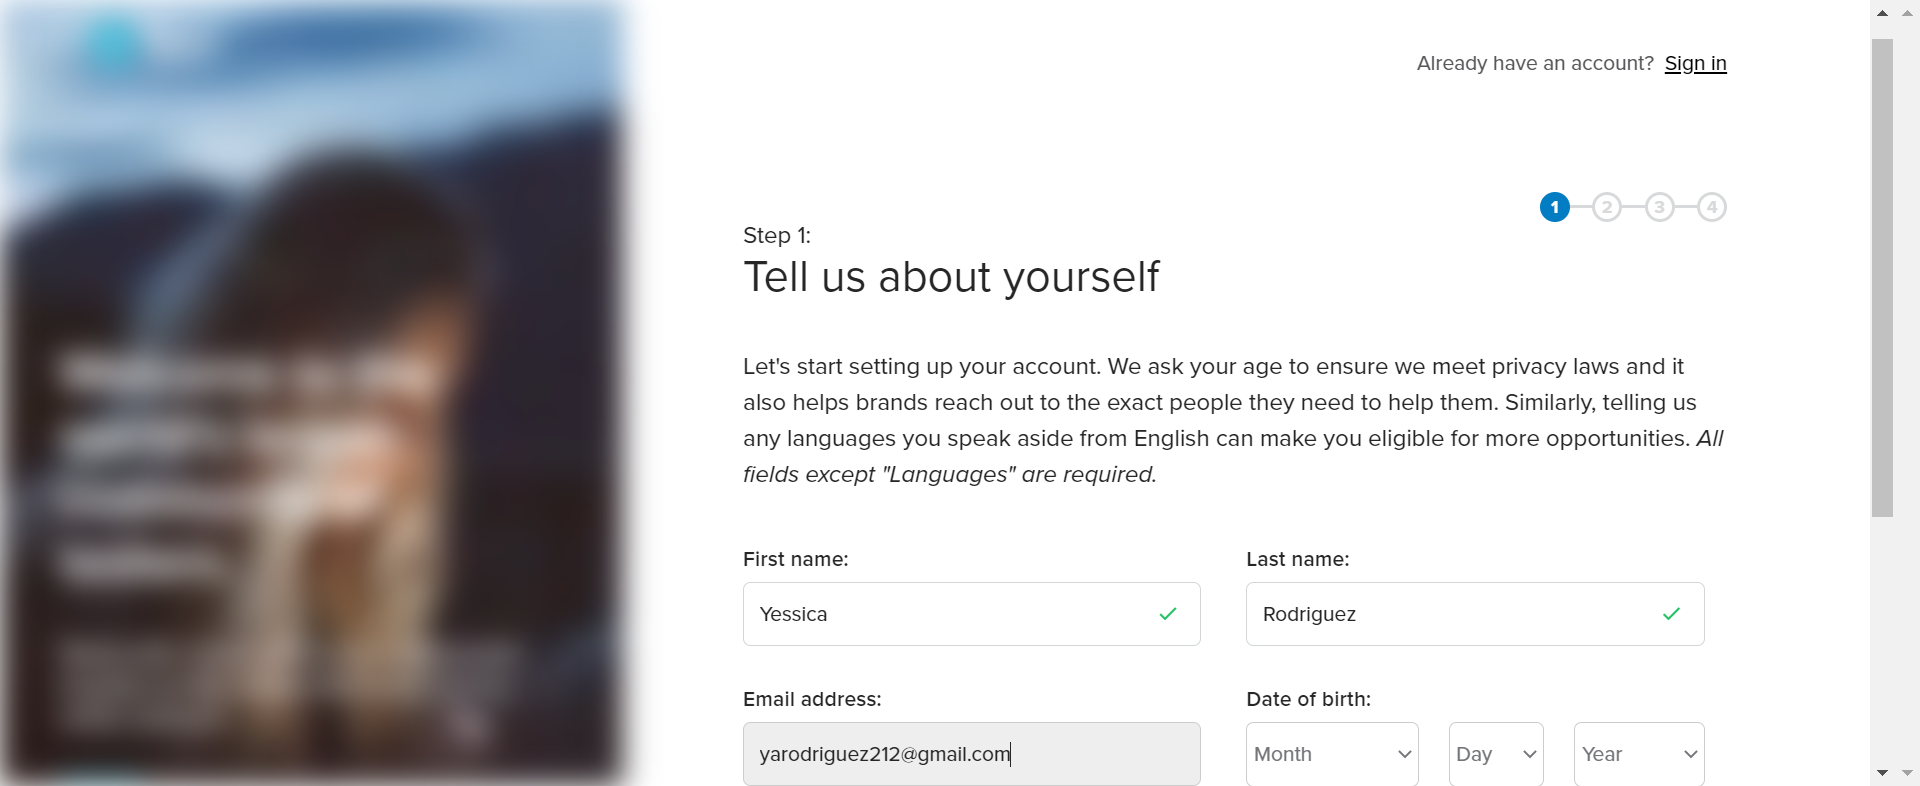 Already have an account? Sign in
1 2 3 4
Step 1:
Tell us about yourself
Let's start setting up your account. We ask your age to ensure we meet privacy laws and it
also helps brands reach out to the exact people they need to help them. Similarly, telling us
any languages you speak aside from English can make you eligible for more opportunities. All
fields except "Languages" are required.
First name: Last name:
Yessica Rodriguez
Email address: Date of birth:
yarodriguez212@gmail.com Month Day Year